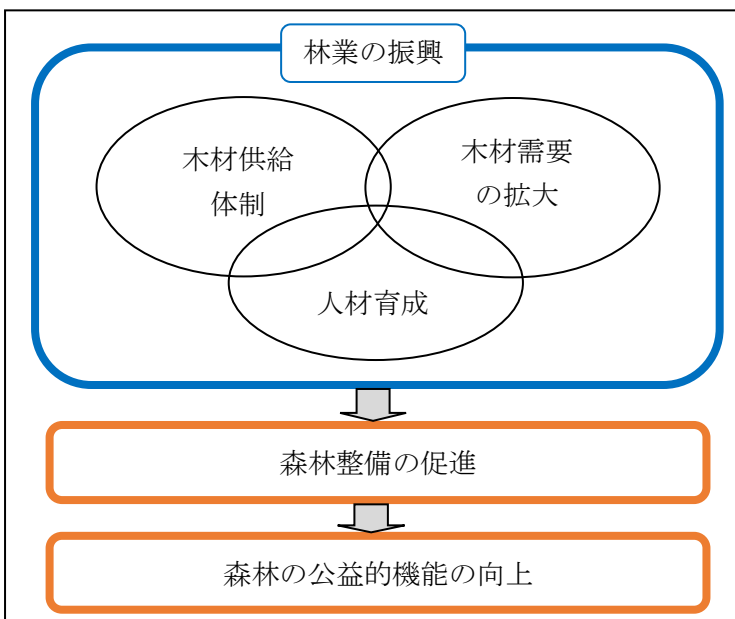 林業の振興
木材供給
体制
木材需要
の拡大
人材育成
森林整備の促進
森林の公益的機能の向上